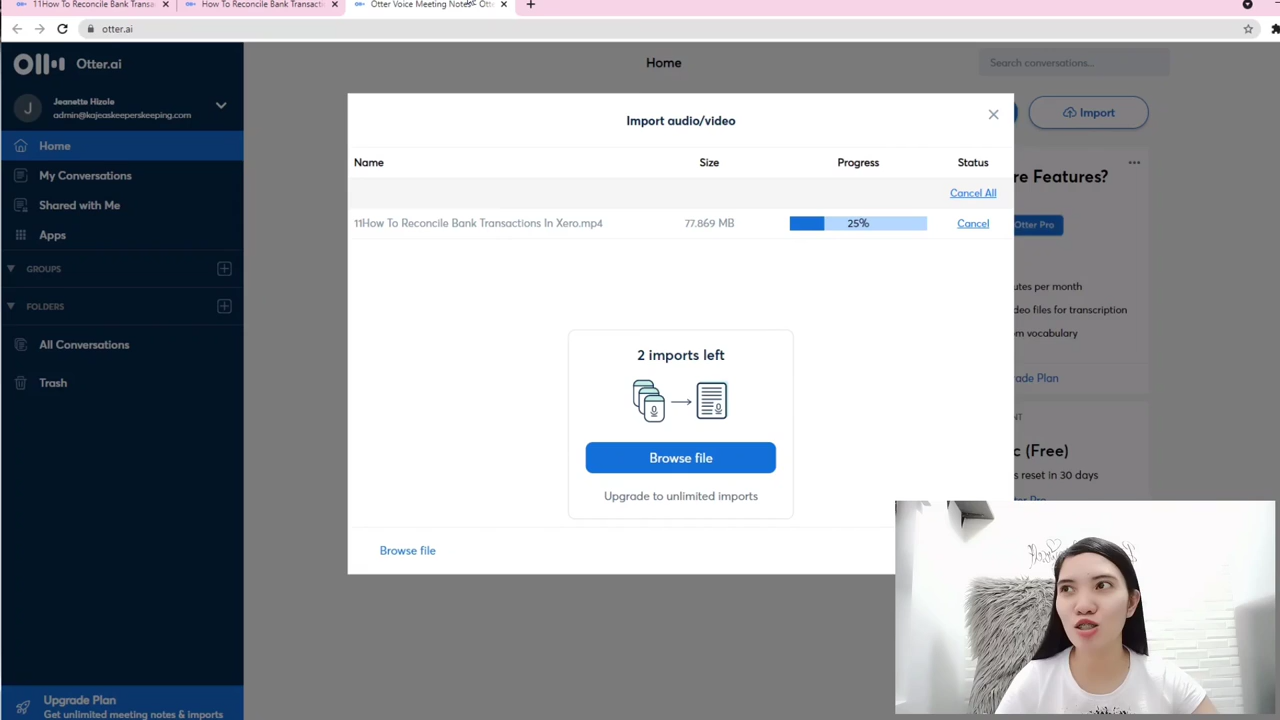 11How To Reconcile Bank Transa
How To Reconcile Bank Transacti
Otter Voice Meeting Notes
otter.ai
Otter.ai
Home
Search conversations...
J
Jeanette Hizole
admin@kajeaskeeperskeeping.com
Import
Home
My Conversations
Shared with Me
Apps
GROUPS
FOLDERS
All Conversations
Trash
Upgrade Plan
Get unlimited meeting notes & imports
Import audio/video
Name Size Progress Status
Cancel All
11How To Reconcile Bank Transactions In Xero.mp4 77.869 MB 25% Cancel
2 imports left
Browse file
Upgrade to unlimited imports
Browse file
re Features?
Otter Pro
utes per month
deo files for transcription
om vocabulary
ade Plan
NT
c (Free)
s reset in 30 days